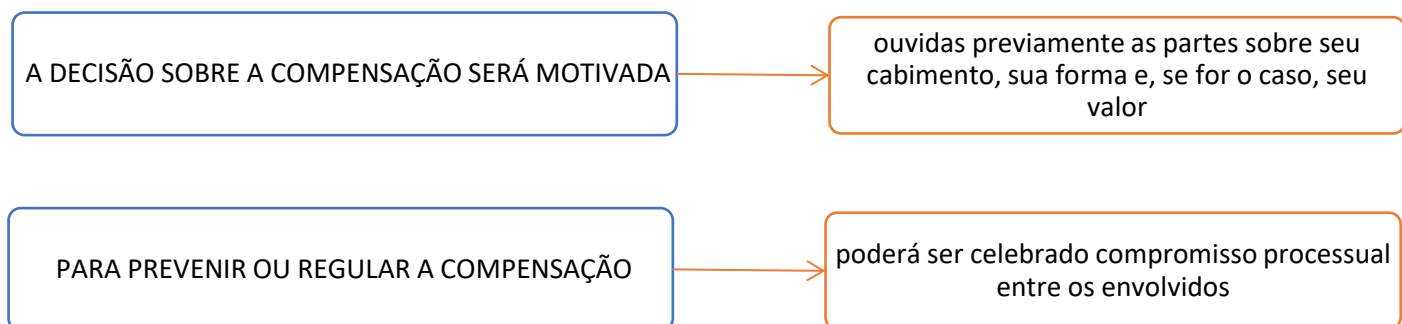 A DECISÃO SOBRE A COMPENSAÇÃO SERÁ MOTIVADA
ouvidas previamente as partes sobre seu
cabimento, sua forma e, se for o caso, seu
valor
PARA PREVENIR OU REGULAR A COMPENSAÇÃO
poderá ser celebrado compromisso processual
entre os envolvidos